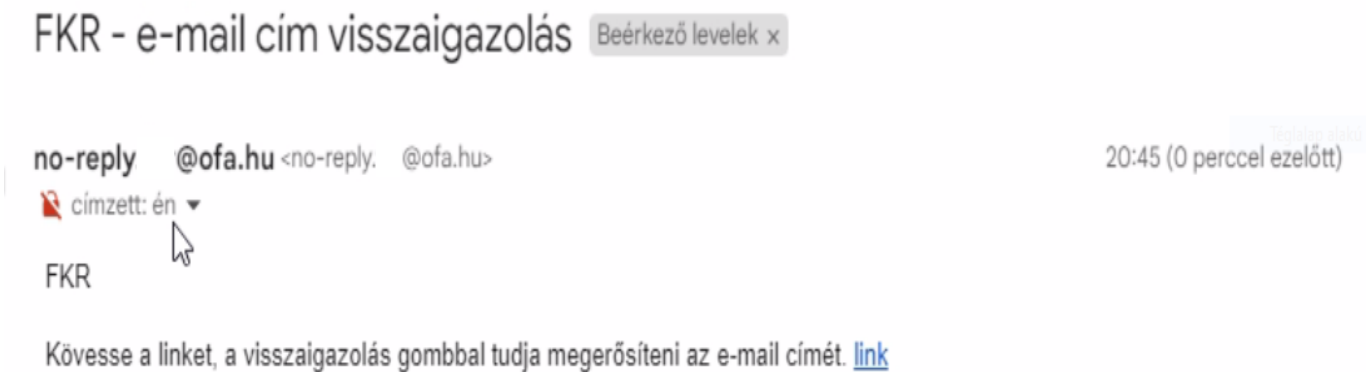 FKR - e-mail cím visszaigazolás Beérkező levelek ×
no-reply @ofa.hu <no-reply. @ofa.hu> 20:45 (0 perccel ezelőtt)
címzett: én
FKR
Kövesse a linket, a visszaigazolás gombbal tudja megerősíteni az e-mail címét. link